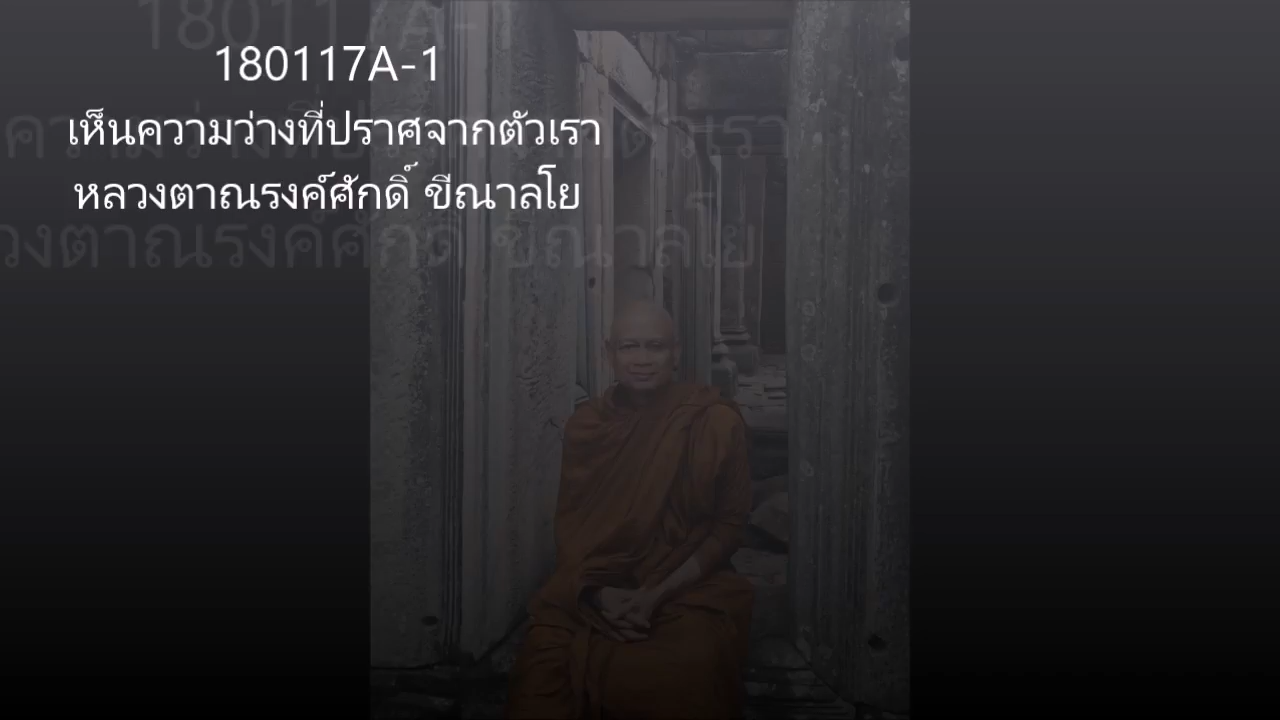 180117A-1
เห็นความว่างที่ปราศจากตัวเรา
หลวงตาณรงค์ศักดิ์ ขีณาลโย